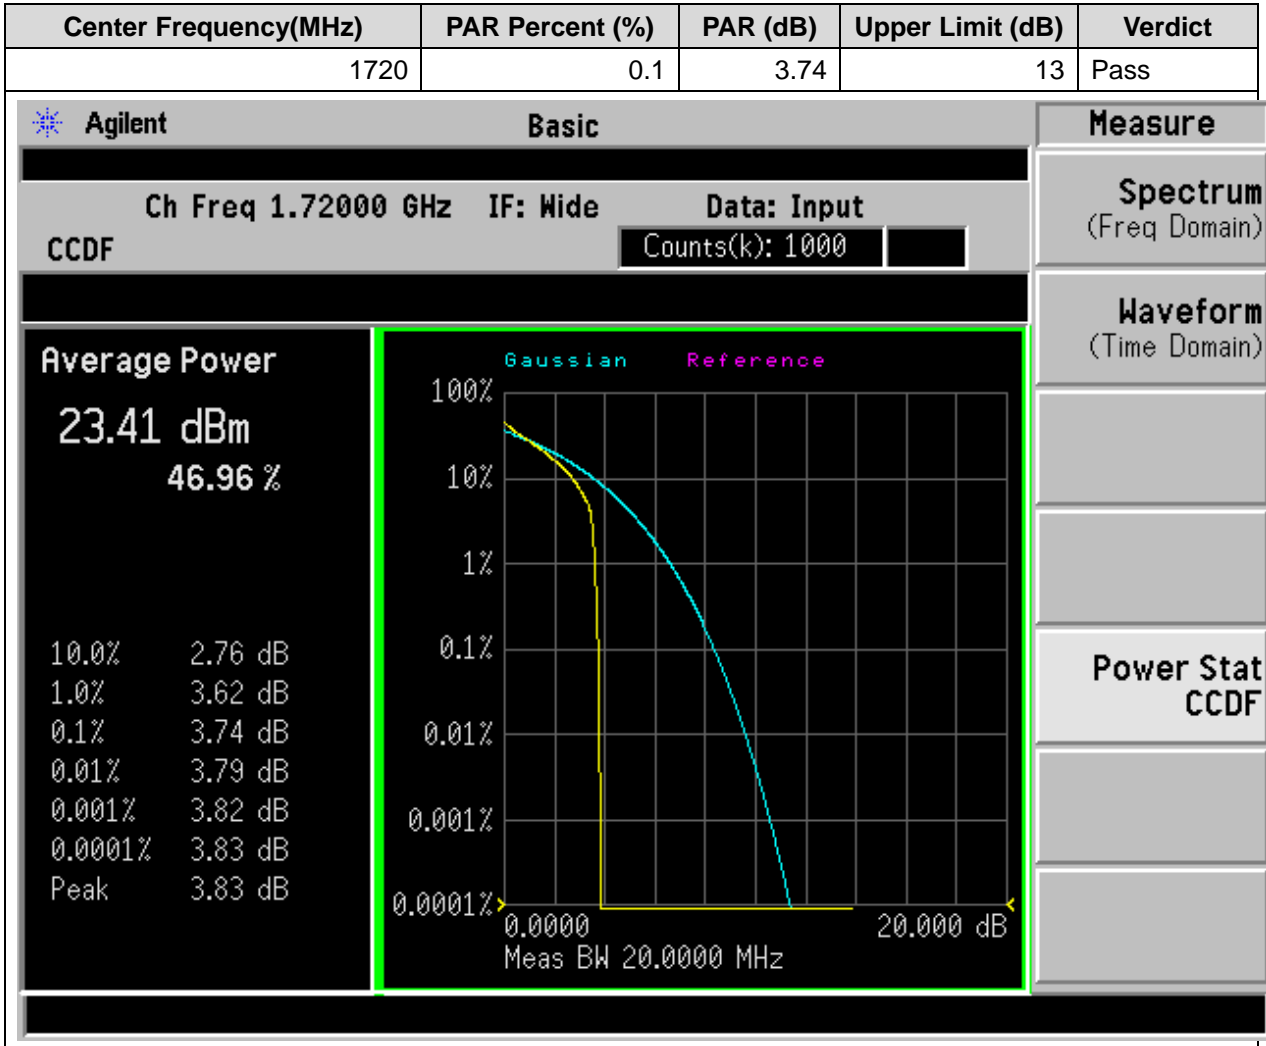 Center Frequency(MHz) PAR Percent (%) PAR (dB) Upper Limit (dB) Verdict
1720 0.1 3.74 13 Pass
Agilent Basic Measure
Ch Freq 1.72000 GHz IF: Wide Data: Input
CCDF Counts(k): 1000
Spectrum
(Freq Domain)
Waveform
(Time Domain)
Power Stat
CCDF
Average Power
23.41 dBm
46.96 %
10.0% 2.76 dB
1.0% 3.62 dB
0.1% 3.74 dB
0.01% 3.79 dB
0.001% 3.82 dB
0.0001% 3.83 dB
Peak 3.83 dB
Gaussian Reference
100%
10%
1%
0.1%
0.01%
0.001%
0.0001%
0.0000 20.000 dB
Meas BW 20.0000 MHz